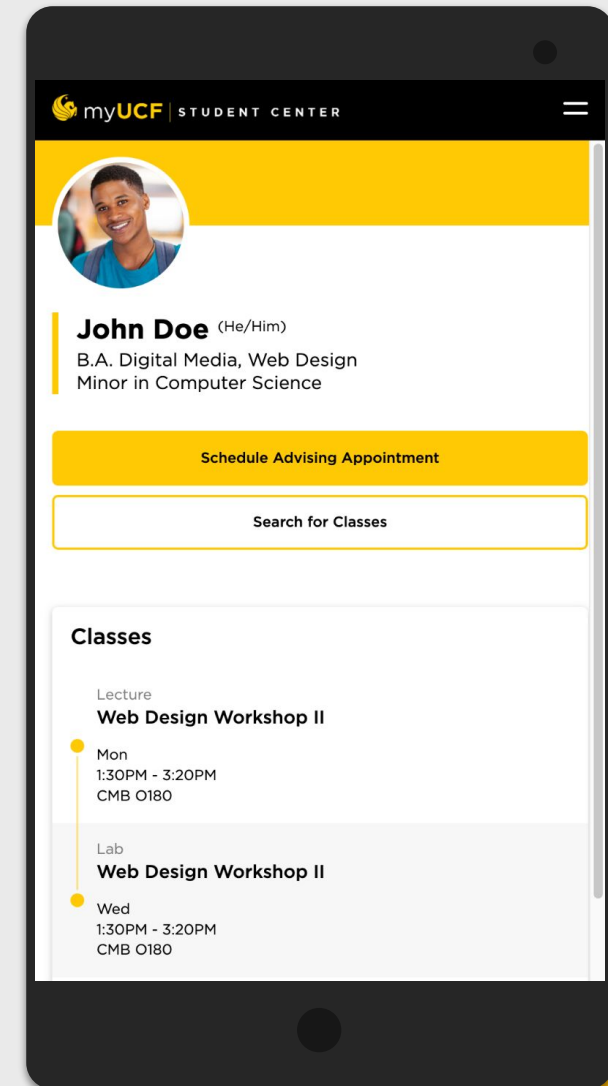 myUCF | STUDENT CENTER
John Doe (He/Him)
B.A. Digital Media, Web Design
Minor in Computer Science
Schedule Advising Appointment
Search for Classes
Classes
Lecture
Web Design Workshop II
Mon
1:30PM - 3:20PM
CMB O180
Lab
Web Design Workshop II
Wed
1:30PM - 3:20PM
CMB O180